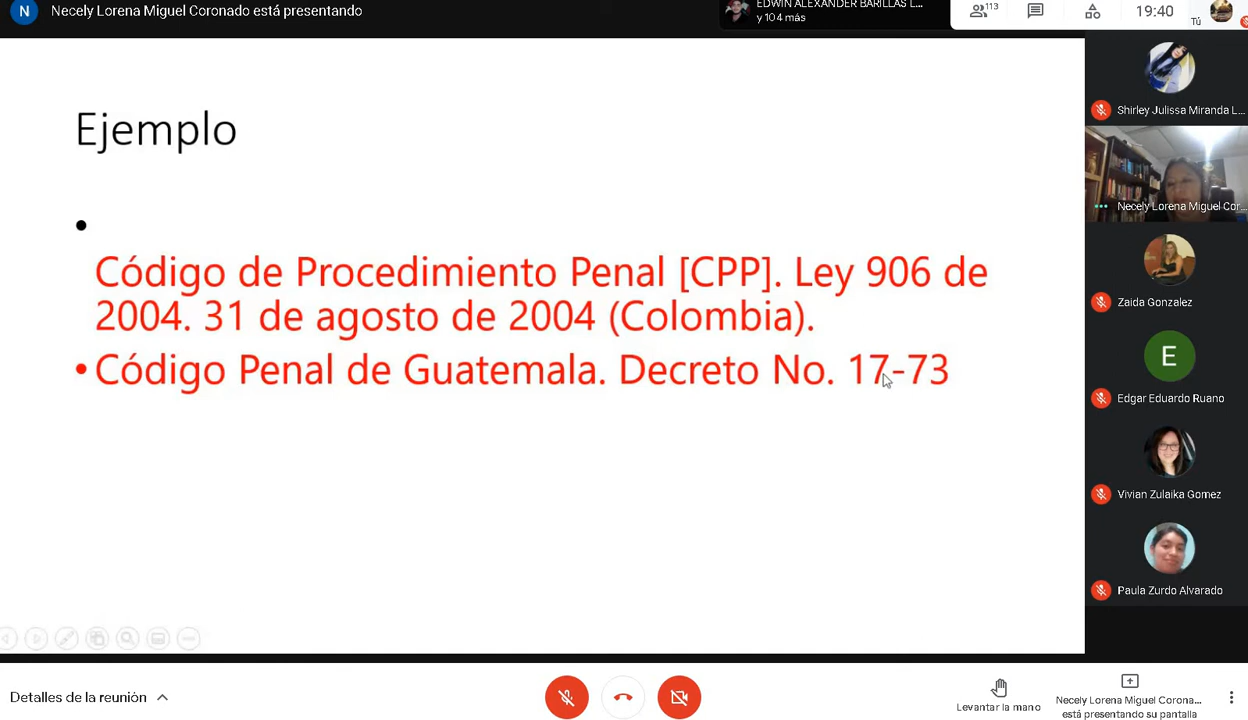 N Necely Lorena Miguel Coronado está presentando
EDWIN ALEXANDER BARILLAS L...
y 104 más
113
19:40
Tú
Ejemplo
Código de Procedimiento Penal [CPP]. Ley 906 de
2004. 31 de agosto de 2004 (Colombia).
• Código Penal de Guatemala. Decreto No. 17-73
Shirley Julissa Miranda L...
Necely Lorena Miguel Cor...
Zaida Gonzalez
E
Edgar Eduardo Ruano
Vivian Zulaika Gomez
Paula Zurdo Alvarado
Detalles de la reunión
Levantar la mano
Necely Lorena Miguel Corona...
está presentando su pantalla